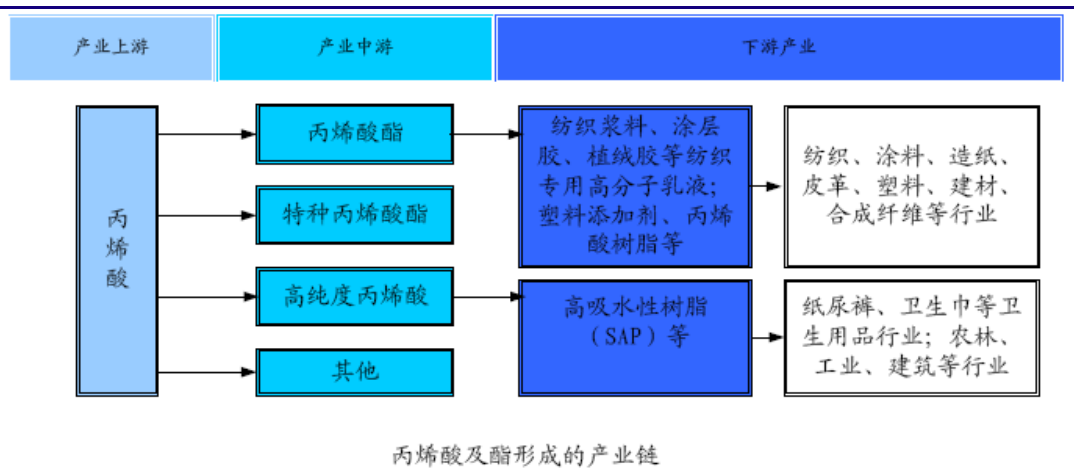 产业上游
产业中游
下游产业
丙
烯
酸
丙烯酸酯
特种丙烯酸酯
高纯度丙烯酸
其他
纺织浆料、涂层
胶、植绒胶等纺织
专用高分子乳液；
塑料添加剂、丙烯
酸树脂等
高吸水性树脂
（SAP）等
纺织、涂料、造纸、
皮革、塑料、建材、
合成纤维等行业
纸尿裤、卫生巾等卫
生用品行业；农林、
工业、建筑等行业
丙烯酸及酯形成的产业链